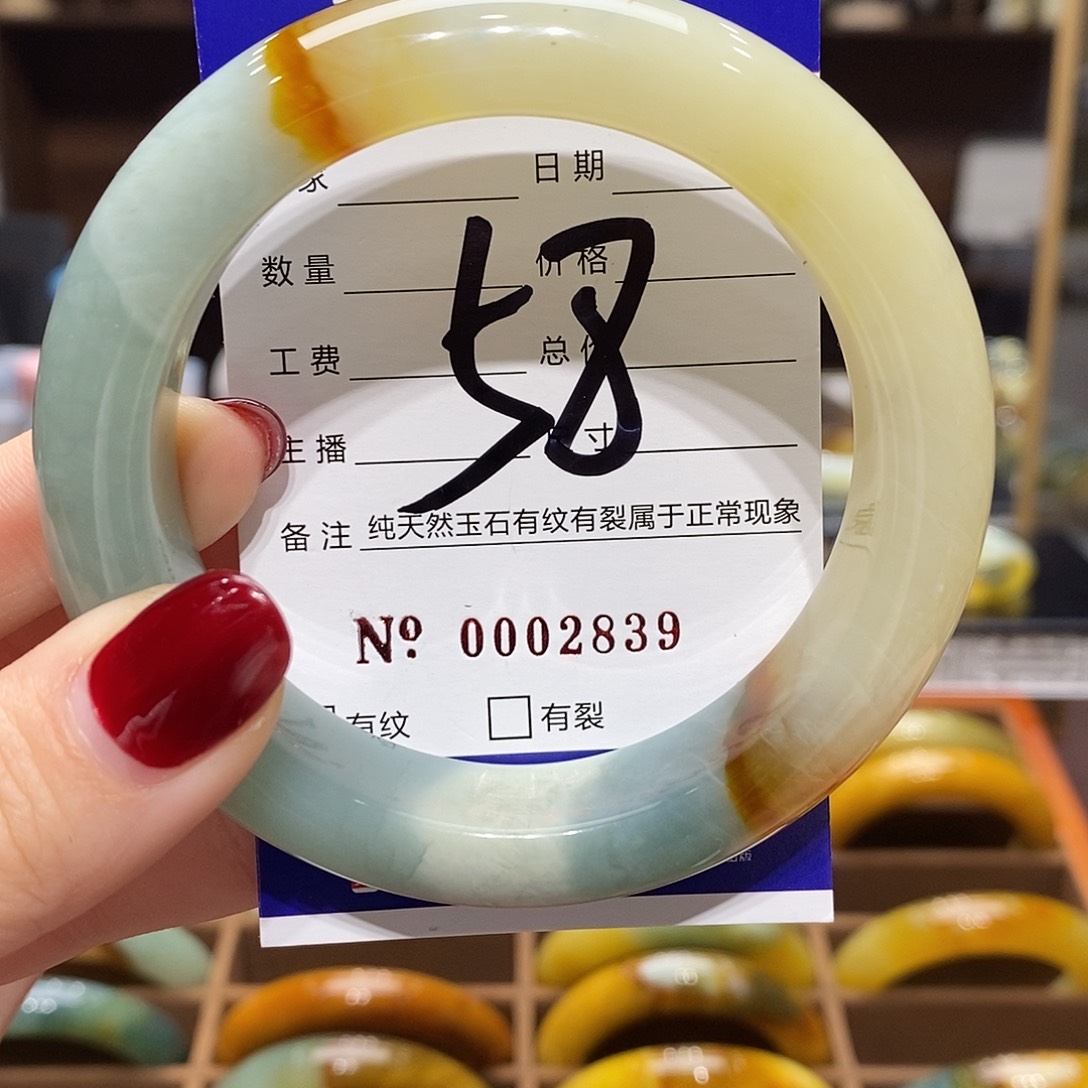 日期
数量 价格
58
工费 总
主播 寸
备注 纯天然玉石有纹有裂属于正常现象
Nº 0002839
有纹 有裂